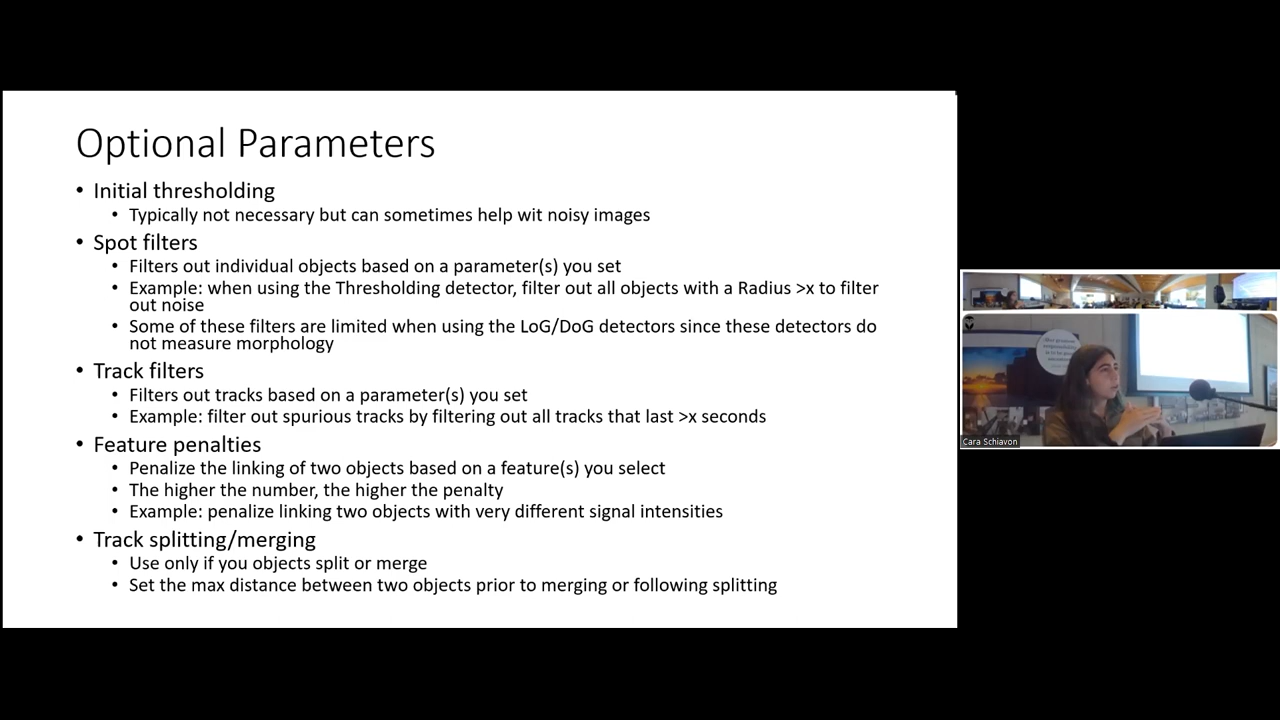 Optional Parameters
• Initial thresholding
• Typically not necessary but can sometimes help wit noisy images
• Spot filters
• Filters out individual objects based on a parameter(s) you set
• Example: when using the Thresholding detector, filter out all objects with a Radius >x to filter
out noise
• Some of these filters are limited when using the LoG/DoG detectors since these detectors do
not measure morphology
• Track filters
• Filters out tracks based on a parameter(s) you set
• Example: filter out spurious tracks by filtering out all tracks that last >x seconds
• Feature penalties
• Penalize the linking of two objects based on a feature(s) you select
• The higher the number, the higher the penalty
• Example: penalize linking two objects with very different signal intensities
• Track splitting/merging
• Use only if you objects split or merge
• Set the max distance between two objects prior to merging or following splitting
Cara Schiavon